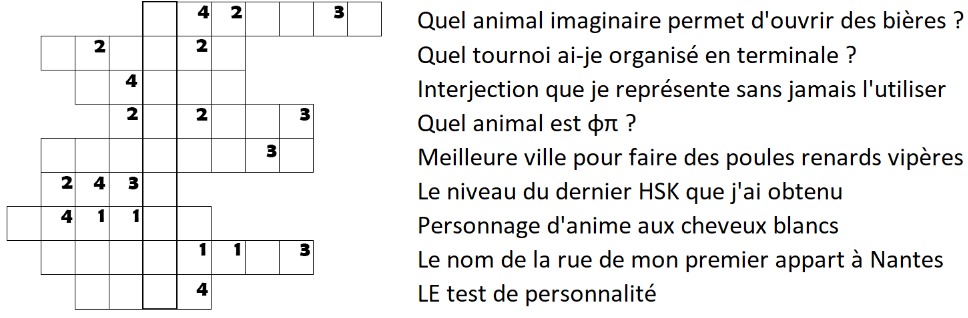 4 2 3 Quel animal imaginaire permet d'ouvrir des bières ?
2 2 Quel tournoi ai-je organisé en terminale ?
4 Interjection que je représente sans jamais l'utiliser
2 2 3 Quel animal est φπ ?
3 Meilleure ville pour faire des poules renards vipères
2 4 3 Le niveau du dernier HSK que j'ai obtenu
4 1 1 Personnage d'anime aux cheveux blancs
1 1 3 Le nom de la rue de mon premier appart à Nantes
4 LE test de personnalité